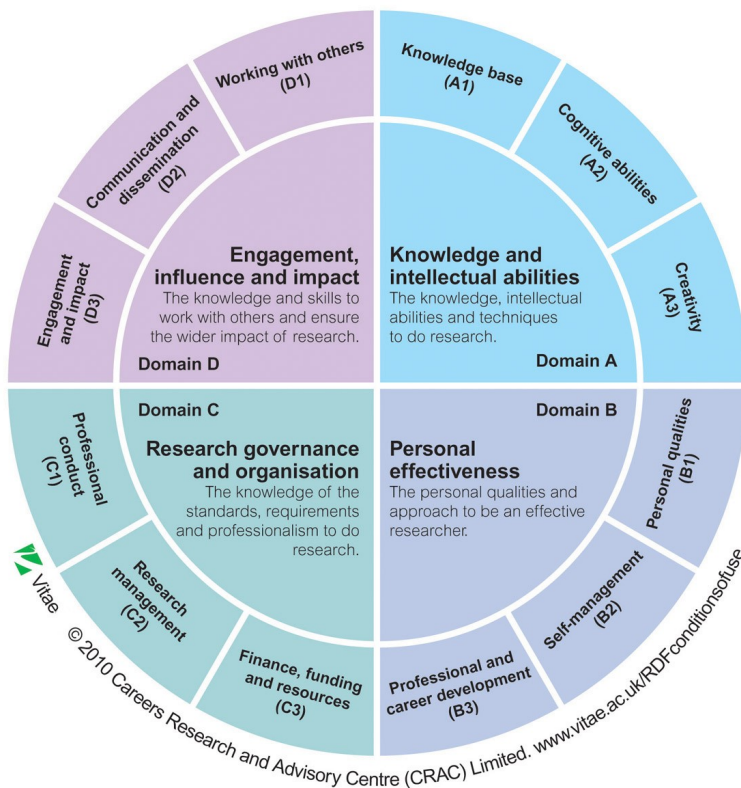 Knowledge base
(A1)
Cognitive abilities
(A2)
Creativity
(A3)
Knowledge and
intellectual abilities
The knowledge, intellectual
abilities and techniques
to do research.
Domain A
Domain B
Personal
effectiveness
The personal qualities and
approach to be an effective
researcher.
Personal qualities
(B1)
Self-management
(B2)
Professional and
career development
(B3)
Domain C
Research governance
and organisation
The knowledge of the
standards, requirements
and professionalism to do
research.
Professional
conduct
(C1)
Research
management
(C2)
Finance, funding
and resources
(C3)
Engagement,
influence and impact
The knowledge and skills to
work with others and ensure
the wider impact of research.
Domain D
Working with others
(D1)
Communication and
dissemination
(D2)
Engagement
and impact
(D3)
Vitae
© 2010 Careers Research and Advisory Centre (CRAC) Limited. www.vitae.ac.uk/RDFconditionsofuse